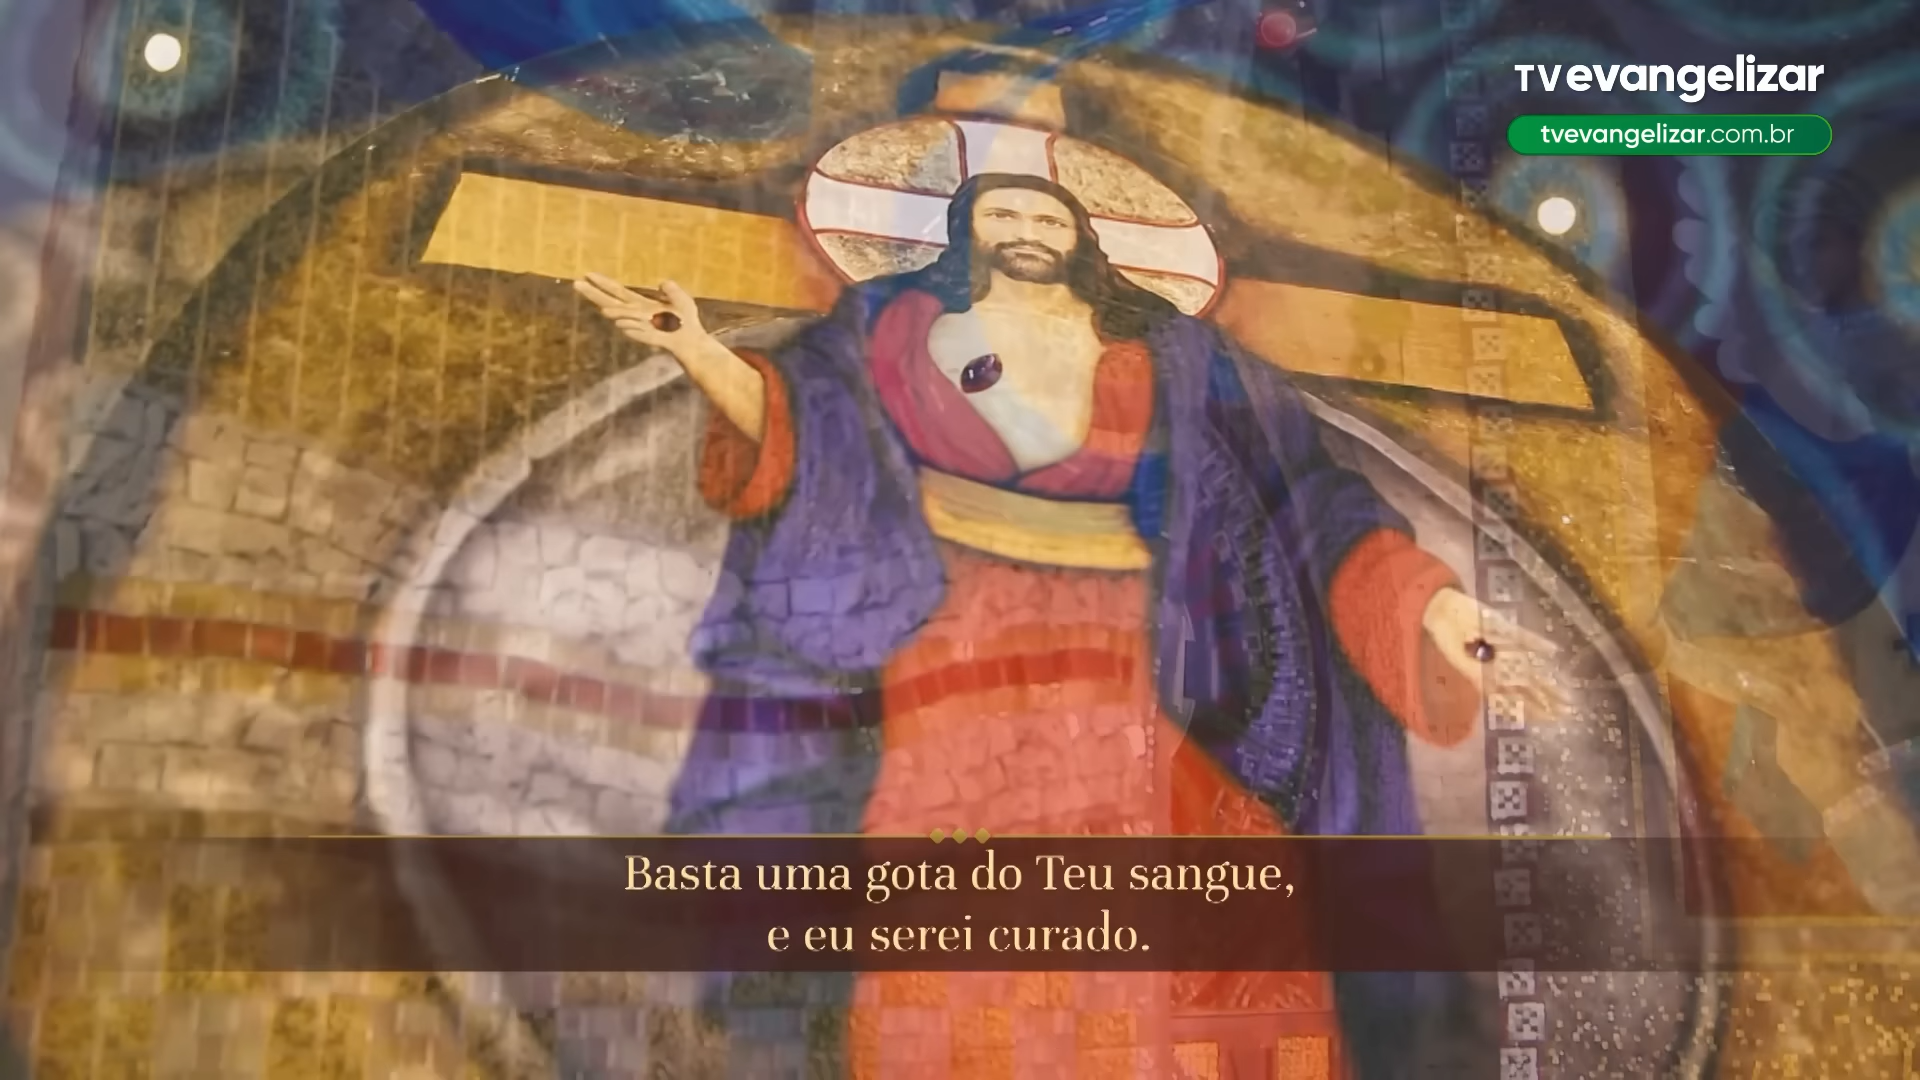 TVevangelizar
tvevangelizar.com.br
Basta uma gota do Teu sangue,
e eu serei curado.